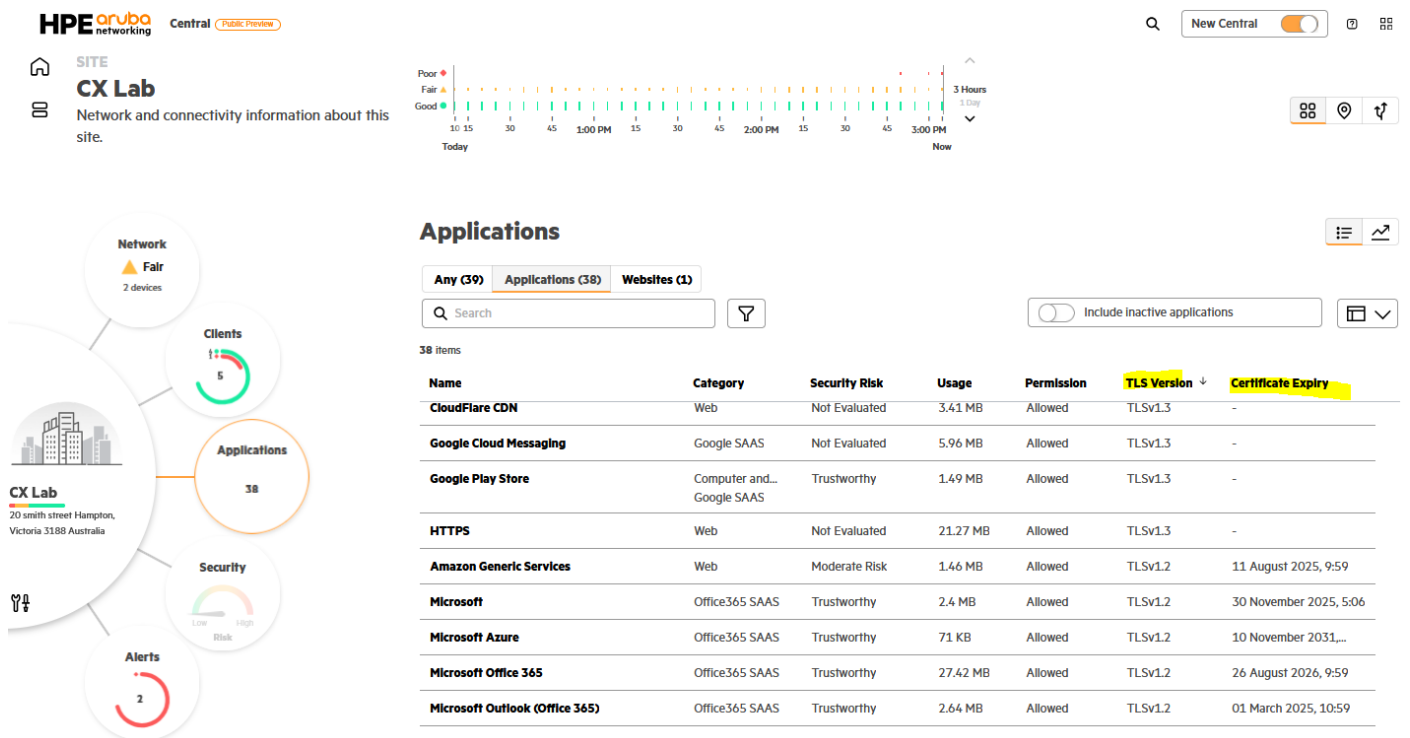 HPE aruba networking Central Public Preview New Central
SITE
CX Lab
Network and connectivity information about this
site.
Poor
Fair
Good
3 Hours
1 Day
10 15 30 45 1:00 PM 15 30 45 2:00 PM 15 30 45 3:00 PM
Today Now
Network
Fair
2 devices
Clients
5
Applications
38
CX Lab
20 smith street Hampton,
Victoria 3188 Australia
Security
Low High
Risk
Alerts
2
Applications
Any (39) Applications (38) Websites (1)
Search
Include inactive applications
38 items
Name Category Security Risk Usage Permission TLS Version Certificate Expiry
CloudFlare CDN Web Not Evaluated 3.41 MB Allowed TLSv1.3 -
Google Cloud Messaging Google SAAS Not Evaluated 5.96 MB Allowed TLSv1.3 -
Google Play Store Computer and... Trustworthy 1.49 MB Allowed TLSv1.3 -
Google SAAS
HTTPS Web Not Evaluated 21.27 MB Allowed TLSv1.3 -
Amazon Generic Services Web Moderate Risk 1.46 MB Allowed TLSv1.2 11 August 2025, 9:59
Microsoft Office365 SAAS Trustworthy 2.4 MB Allowed TLSv1.2 30 November 2025, 5:06
Microsoft Azure Office365 SAAS Trustworthy 71 KB Allowed TLSv1.2 10 November 2031,...
Microsoft Office 365 Office365 SAAS Trustworthy 27.42 MB Allowed TLSv1.2 26 August 2026, 9:59
Microsoft Outlook (Office 365) Office365 SAAS Trustworthy 2.64 MB Allowed TLSv1.2 01 March 2025, 10:59